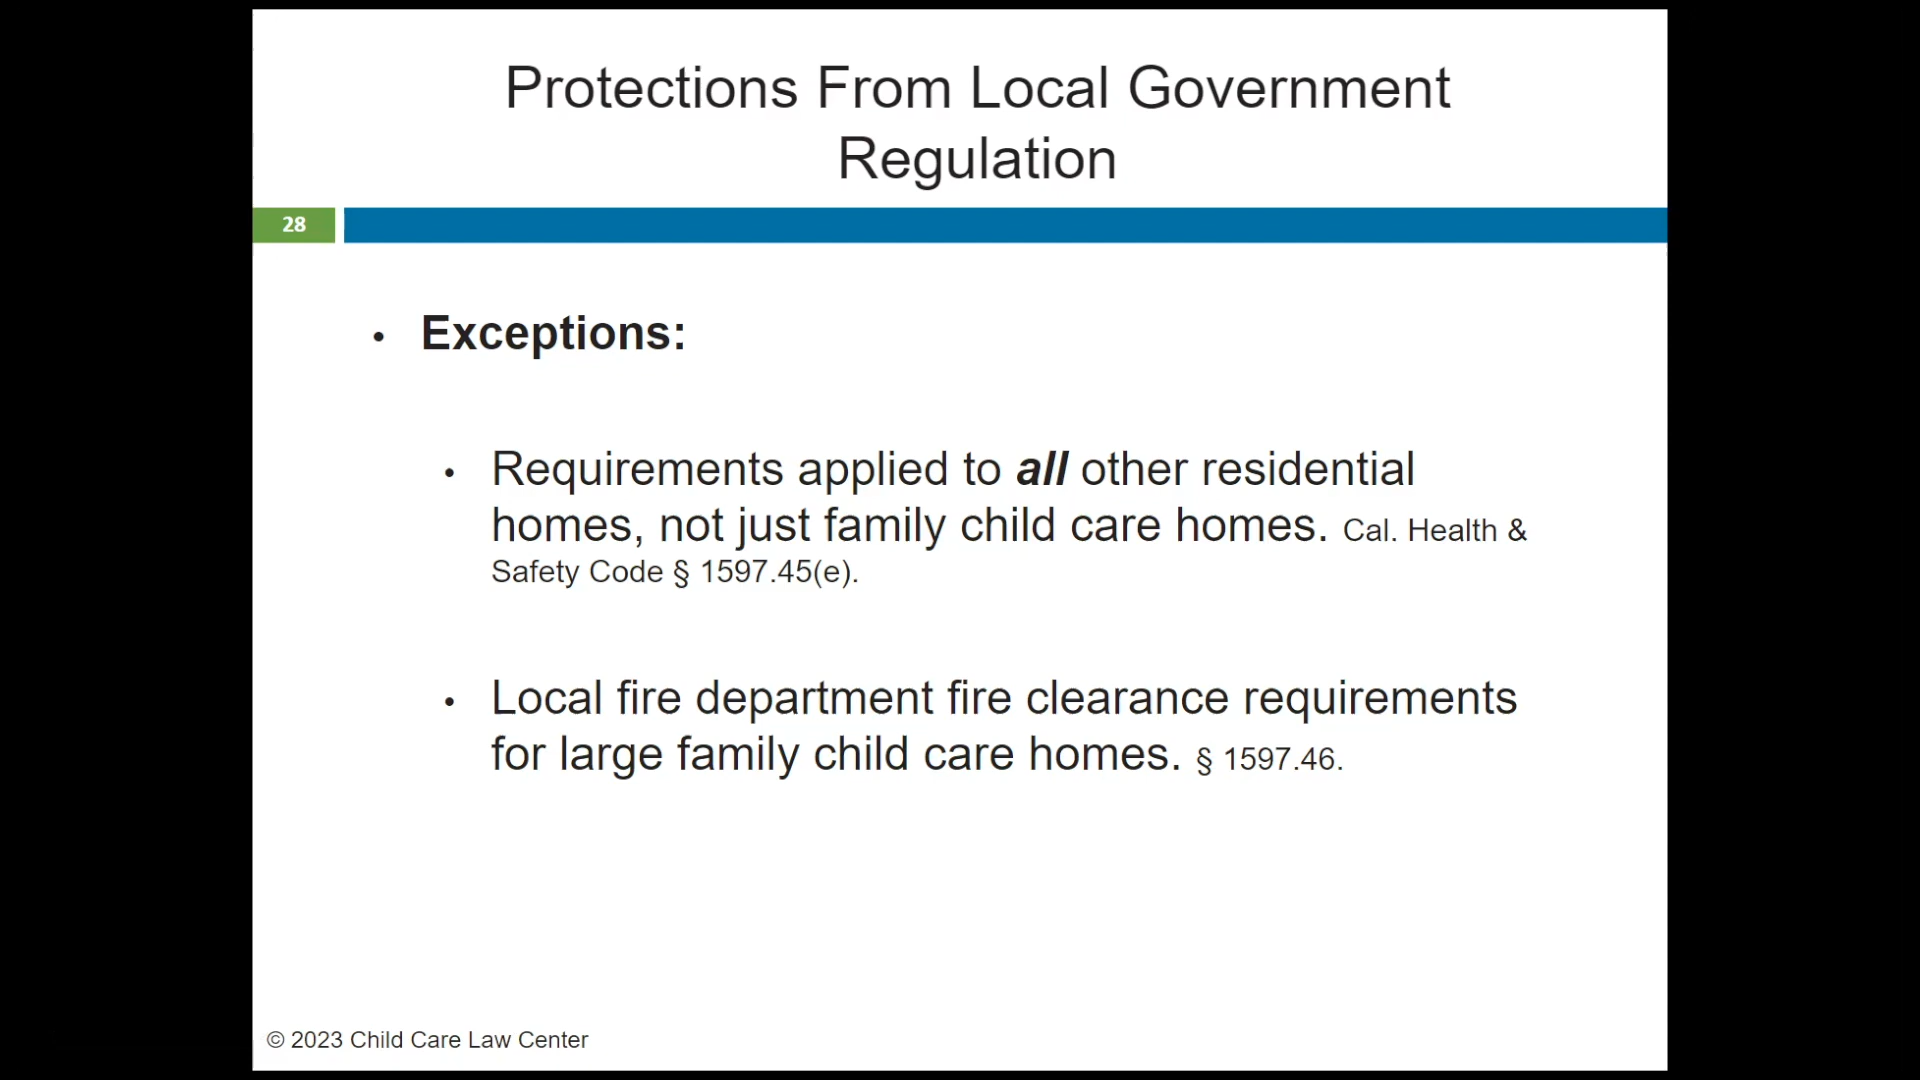 Protections From Local Government
Regulation
28
• Exceptions:
• Requirements applied to all other residential
homes, not just family child care homes. Cal. Health &
Safety Code § 1597.45(e).
• Local fire department fire clearance requirements
for large family child care homes. § 1597.46.
© 2023 Child Care Law Center